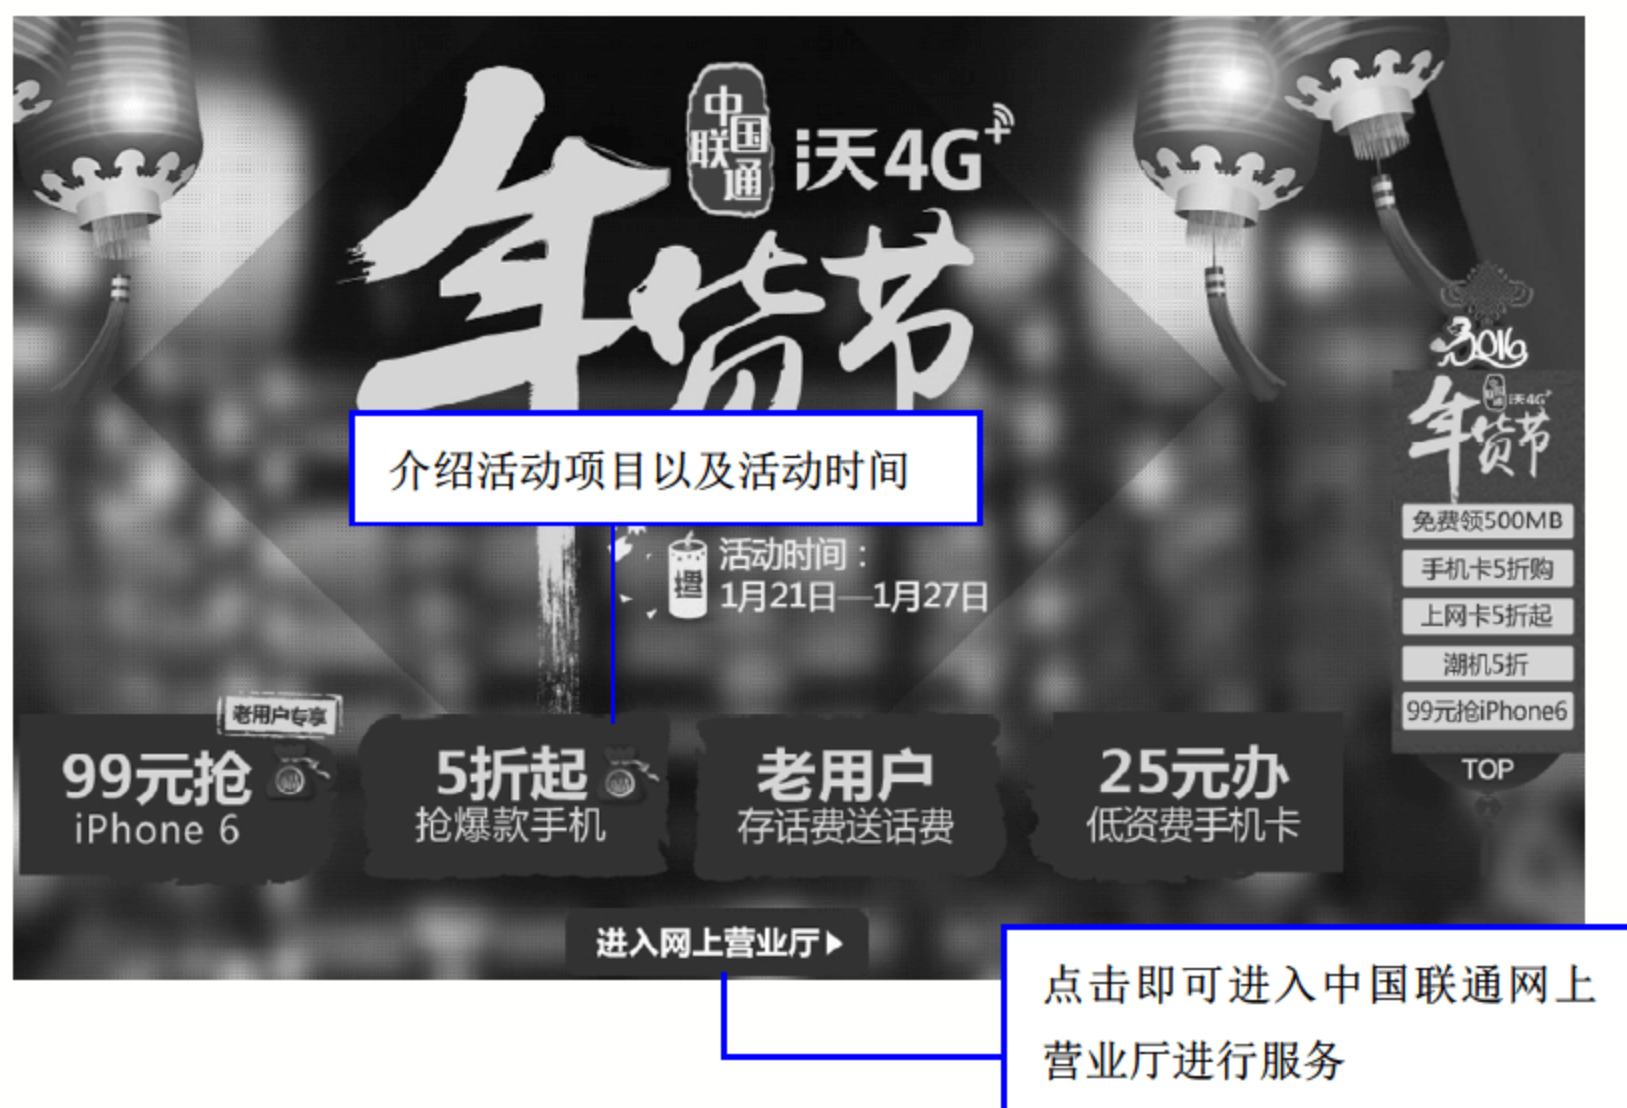 中国
联通
沃4G+
年货节
介绍活动项目以及活动时间
活动时间：
1月21日—1月27日
2016
年货节
沃4G+
免费领500MB
手机卡5折购
上网卡5折起
潮机5折
99元抢iPhone6
TOP
老用户专享
99元抢
iPhone 6
5折起
抢爆款手机
老用户
存话费送话费
25元办
低资费手机卡
进入网上营业厅
点击即可进入中国联通网上
营业厅进行服务